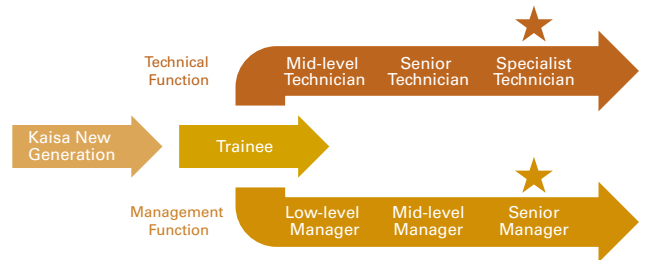 Technical
Function
Mid-level
Technician
Senior
Technician
Specialist
Technician
Kaisa New
Generation
Trainee
Management
Function
Low-level
Manager
Mid-level
Manager
Senior
Manager